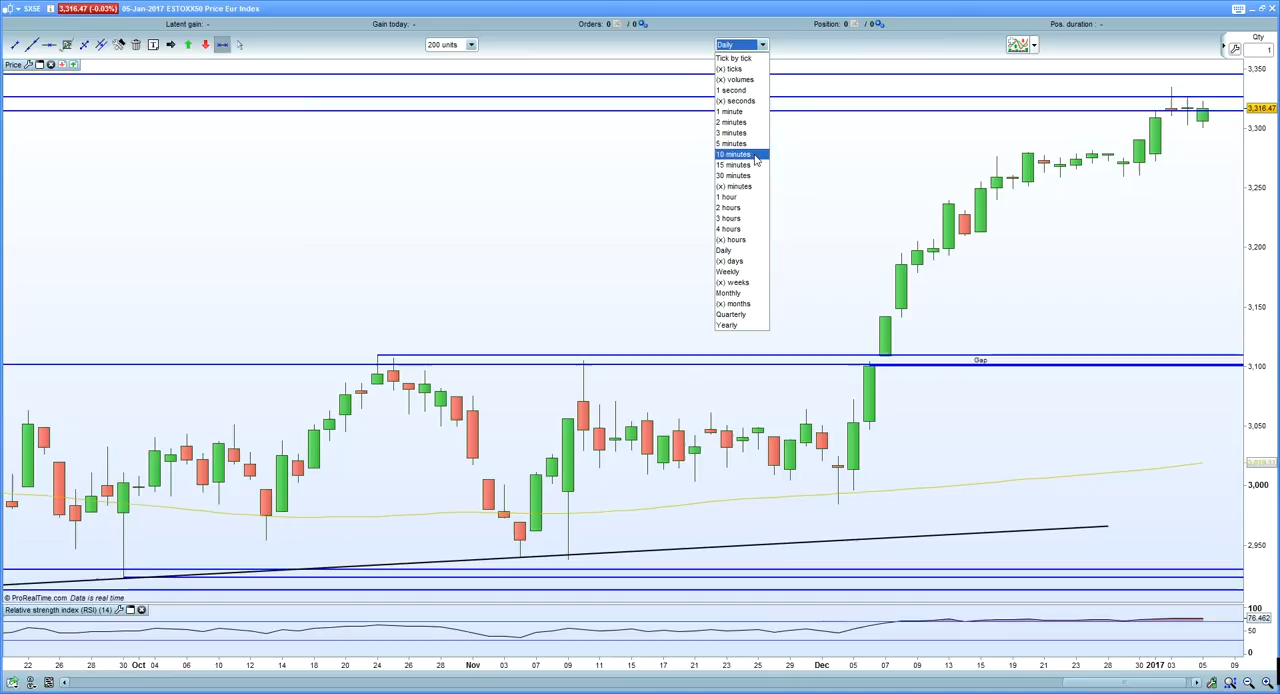 SX5E 3,316.47 (-0.03%) 05-Jan-2017 ESTOXX50 Price Eur Index
Latent gain: - Gain today: - Orders: 0 / 0 Position: 0 / 0 Pos. duration : -
200 units Daily Qty
1
Price
Tick by tick
(x) ticks
(x) volumes
1 second
(x) seconds
1 minute
2 minutes
3 minutes
5 minutes
10 minutes
15 minutes
30 minutes
(x) minutes
1 hour
2 hours
3 hours
4 hours
(x) hours
Daily
(x) days
Weekly
(x) weeks
Monthly
(x) months
Quarterly
Yearly
3,350
3,316.47
3,300
3,250
3,200
3,150
Gap
3,100
3,050
3,000
2,950
© ProRealTime.com Data is real time
Relative strength index (RSI) (14)
100
76.462
50
0
22 26 28 30 Oct 04 06 10 12 14 18 20 24 26 28 Nov 03 07 09 11 15 17 21 23 25 29 Dec 05 07 09 13 15 19 21 23 28 30 2017 03 05 09